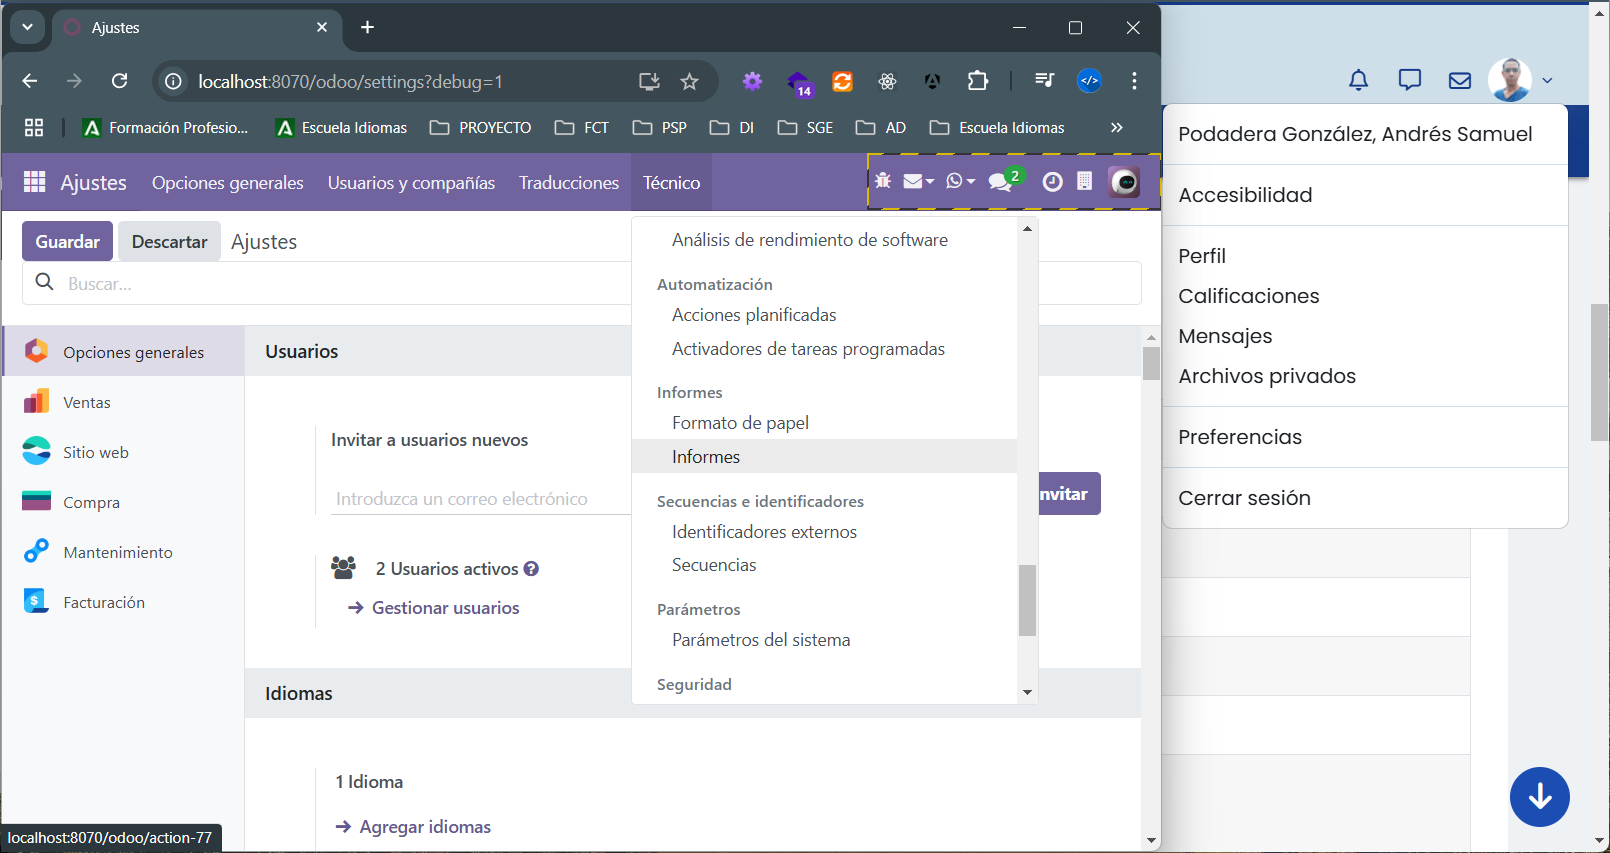 Ajustes
localhost:8070/odoo/settings?debug=1
14
Formación Profesio...
Escuela Idiomas
PROYECTO
FCT
PSP
DI
SGE
AD
Escuela Idiomas
»
Ajustes
Opciones generales
Usuarios y compañías
Traducciones
Técnico
2
Guardar
Descartar
Ajustes
Buscar...
Opciones generales
Ventas
Sitio web
Compra
Mantenimiento
Facturación
Usuarios
Invitar a usuarios nuevos
Introduzca un correo electrónico
nvitar
2 Usuarios activos
Gestionar usuarios
Idiomas
1 Idioma
Agregar idiomas
Análisis de rendimiento de software
Automatización
Acciones planificadas
Activadores de tareas programadas
Informes
Formato de papel
Informes
Secuencias e identificadores
Identificadores externos
Secuencias
Parámetros
Parámetros del sistema
Seguridad
localhost:8070/odoo/action-77
Podadera González, Andrés Samuel
Accesibilidad
Perfil
Calificaciones
Mensajes
Archivos privados
Preferencias
Cerrar sesión